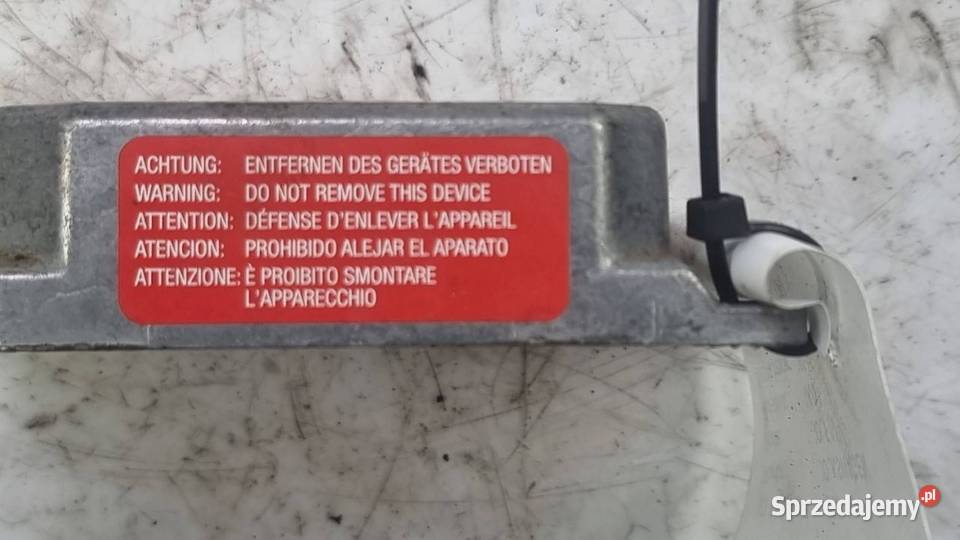 ACHTUNG: ENTFERNEN DES GERÄTES VERBOTEN
WARNING: DO NOT REMOVE THIS DEVICE
ATTENTION: DÉFENSE D'ENLEVER L'APPAREIL
ATENCION: PROHIBIDO ALEJAR EL APARATO
ATTENZIONE: È PROIBITO SMONTARE
L'APPARECCHIO
Sprzedajemy.pl